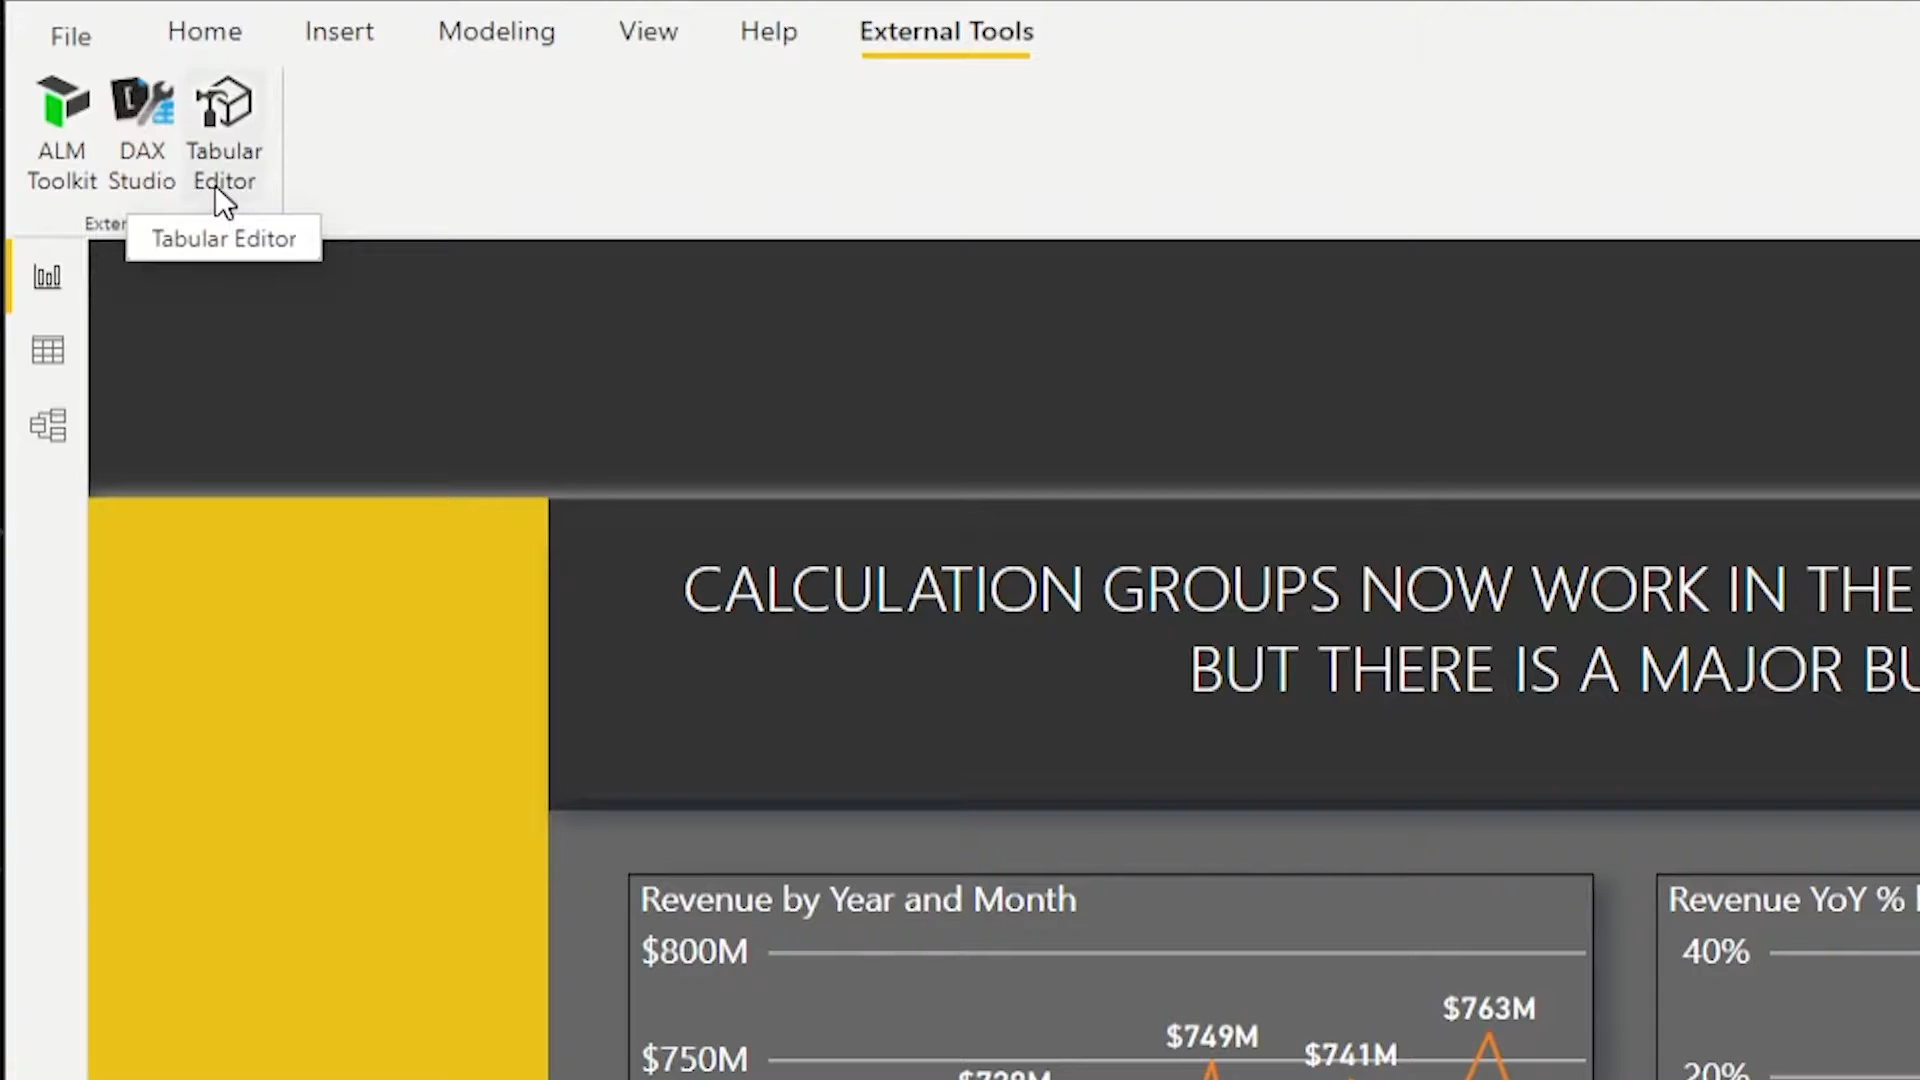 File Home Insert Modeling View Help External Tools
ALM Toolkit
DAX Studio
Tabular Editor
Tabular Editor
CALCULATION GROUPS NOW WORK IN THE
BUT THERE IS A MAJOR
Revenue by Year and Month
$800M
$763M
$749M
$741M
$750M
Revenue YoY %
40%
20%